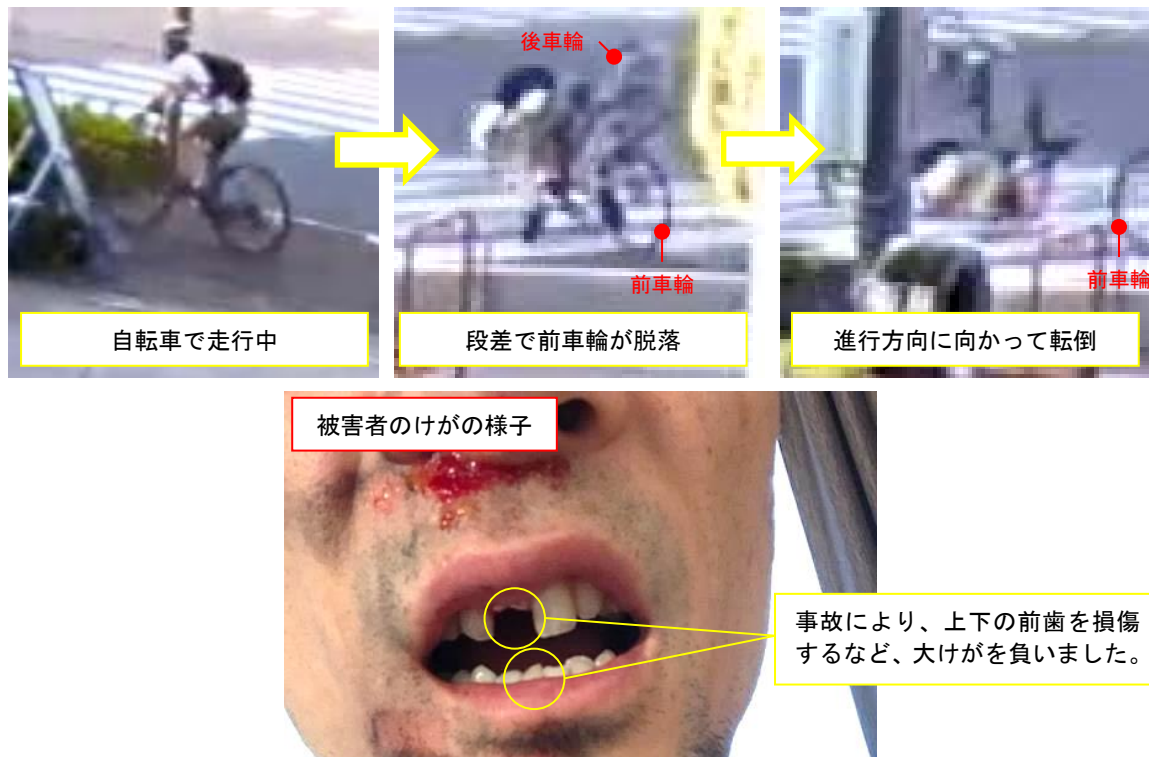 後車輪
前車輪
前車輪
自転車で走行中
段差で前車輪が脱落
進行方向に向かって転倒
被害者のけがの様子
事故により、上下の前歯を損傷
するなど、大けがを負いました。